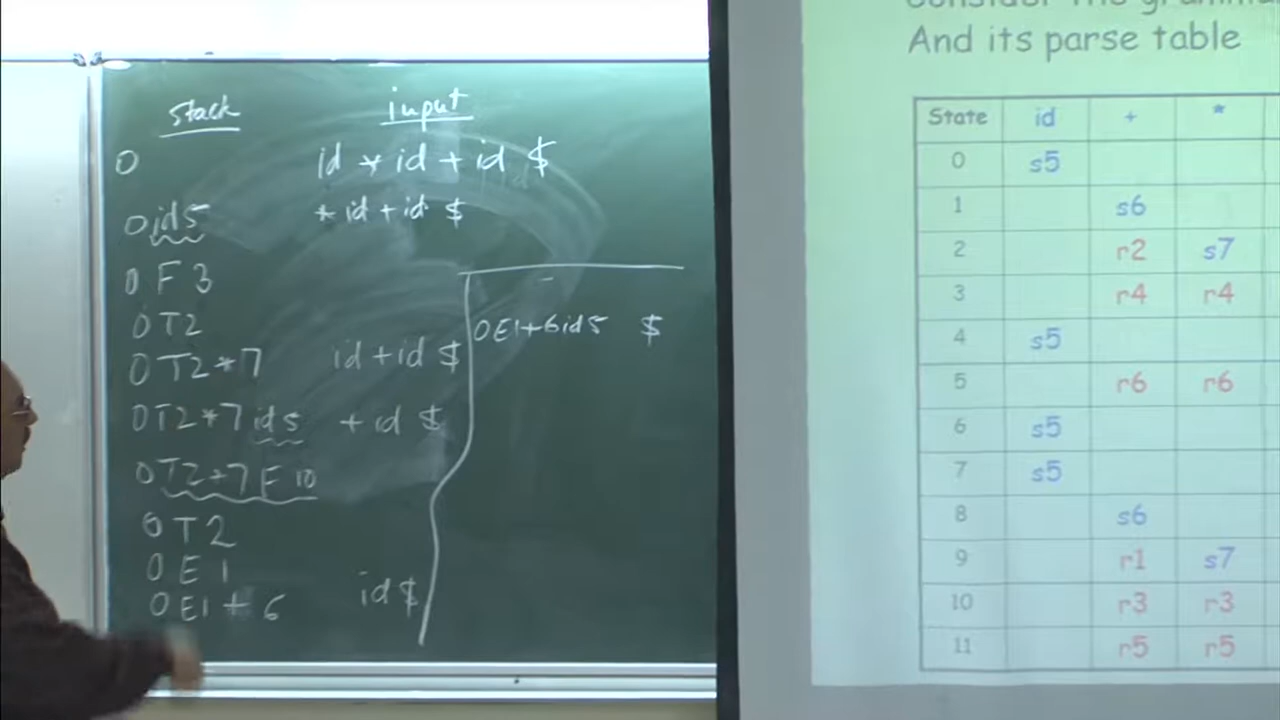 stack input
0 id * id + id $
0 id 5 * id + id $
0 F 3
0 T 2
0 T 2 * 7 id + id $
0 T 2 * 7 id 5 + id $
0 T 2 * 7 F 10
0 T 2
0 E 1
0 E 1 + 6 id $
0 E 1 + 6 id 5 $
Consider the grammar
And its parse table
State id + *
0 s5
1 s6
2 r2 s7
3 r4 r4
4 s5
5 r6 r6
6 s5
7 s5
8 s6
9 r1 s7
10 r3 r3
11 r5 r5